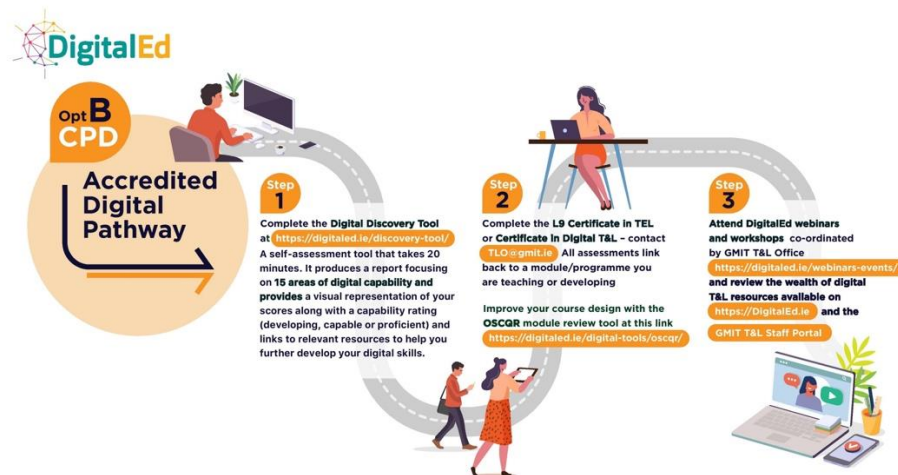 DigitalEd
Opt B
CPD
Accredited
Digital
Pathway
Step
1
Complete the Digital Discovery Tool
at https://digitaled.ie/discovery-tool/
A self-assessment tool that takes 20
minutes. It produces a report focusing
on 15 areas of digital capability and
provides a visual representation of your
scores along with a capability rating
(developing, capable or proficient) and
links to relevant resources to help you
further develop your digital skills.
Step
2
Complete the L9 Certificate in TEL
or Certificate in Digital T&L – contact
TLO@gmit.ie All assessments link
back to a module/programme you
are teaching or developing
Improve your course design with the
OSCQR module review tool at this link
https://digitaled.ie/digital-tools/oscqr/
Step
3
Attend DigitalEd webinars
and workshops co-ordinated
by GMIT T&L Office
https://digitaled.ie/webinars-events/
and review the wealth of digital
T&L resources available on
https://DigitalEd.ie and the
GMIT T&L Staff Portal